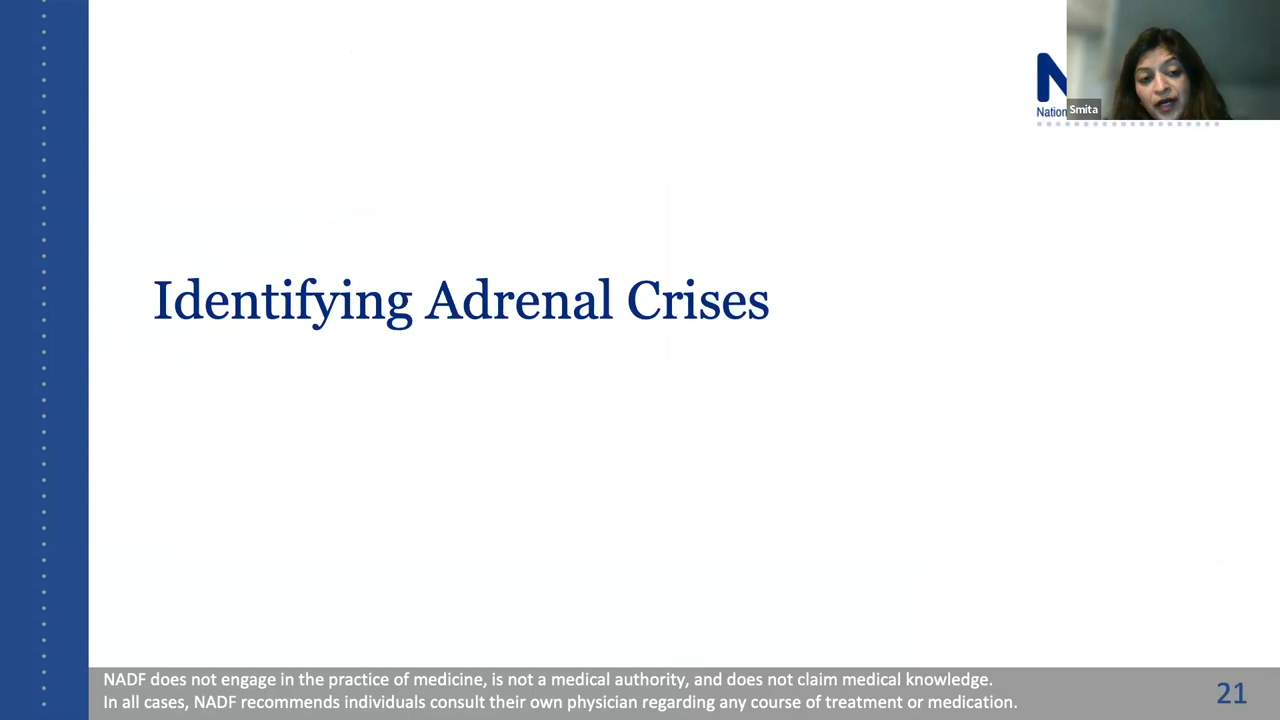 N
Nation
Smita
Identifying Adrenal Crises
NADF does not engage in the practice of medicine, is not a medical authority, and does not claim medical knowledge.
In all cases, NADF recommends individuals consult their own physician regarding any course of treatment or medication.
21